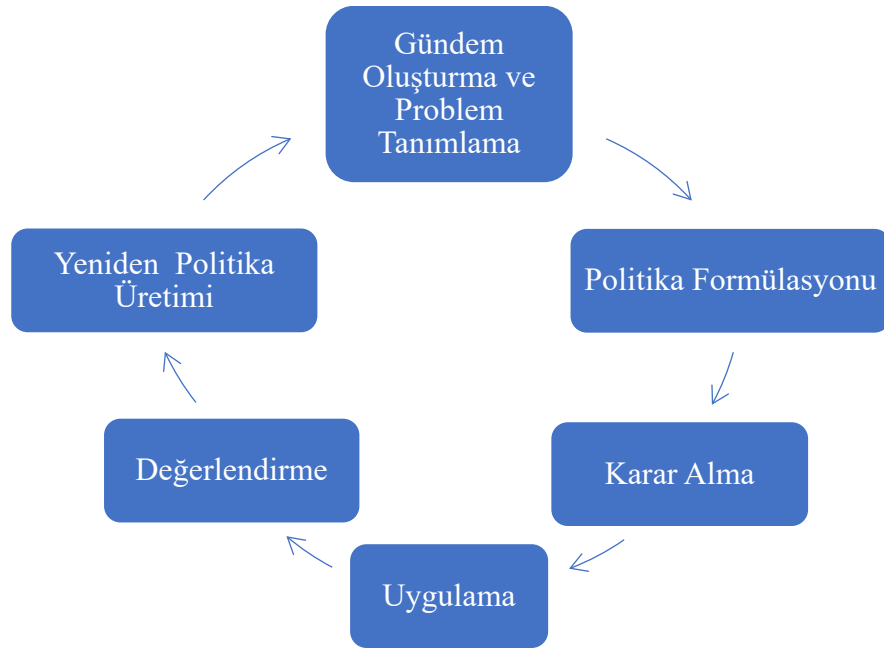 Gündem
Oluşturma ve
Problem
Tanımlama
Politika Formülasyonu
Karar Alma
Uygulama
Değerlendirme
Yeniden Politika
Üretimi